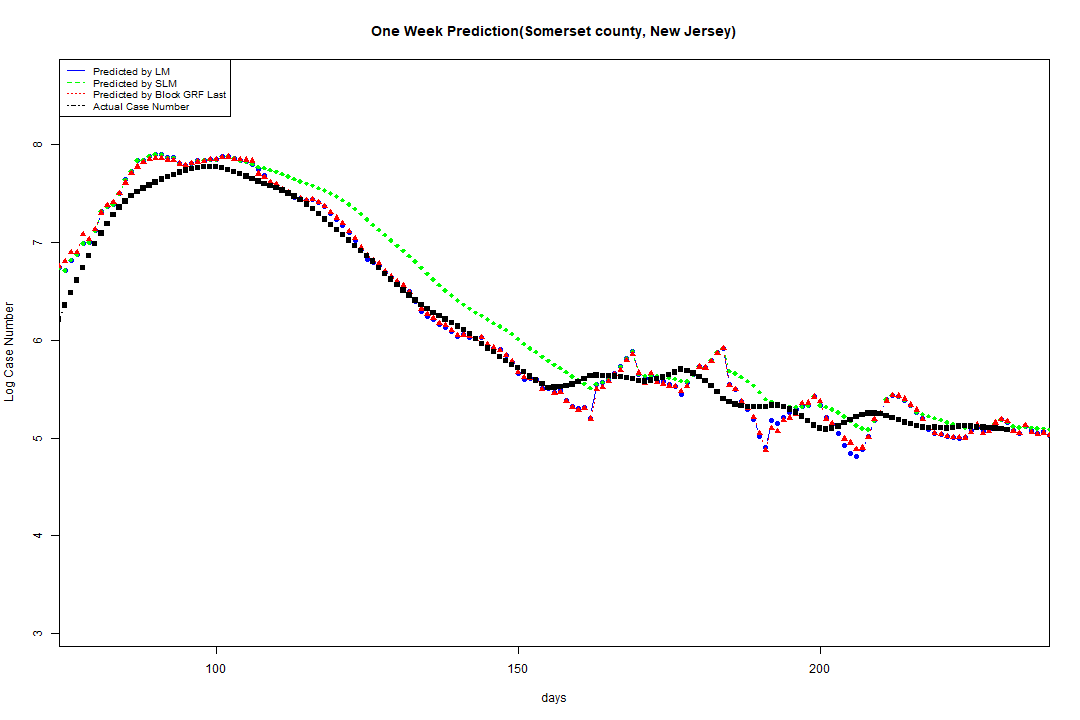 One Week Prediction(Somerset county, New Jersey)
Predicted by LM
Predicted by SLM
Predicted by Block GRF Last
Actual Case Number
Log Case Number
8
7
6
5
4
3
100 150 200
days